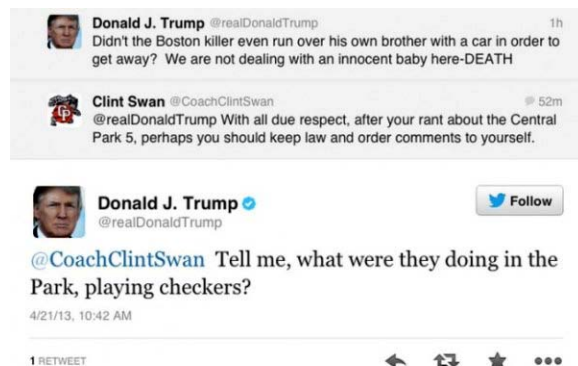 Donald J. Trump @realDonaldTrump 1h
Didn't the Boston killer even run over his own brother with a car in order to
get away? We are not dealing with an innocent baby here-DEATH
Clint Swan @CoachClintSwan 52m
@realDonaldTrump With all due respect, after your rant about the Central
Park 5, perhaps you should keep law and order comments to yourself.
Donald J. Trump
@realDonaldTrump
Follow
@CoachClintSwan Tell me, what were they doing in the
Park, playing checkers?
4/21/13, 10:42 AM
1 RETWEET